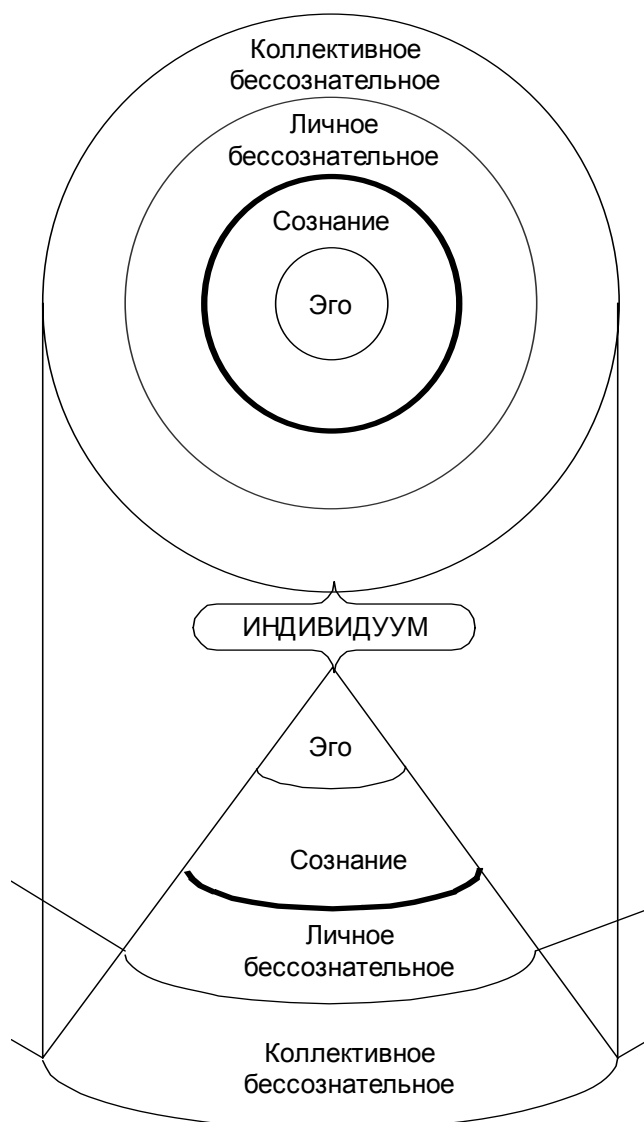 Коллективное
бессознательное
Личное
бессознательное
Сознание
Эго
ИНДИВИДУУМ
Эго
Сознание
Личное
бессознательное
Коллективное
бессознательное